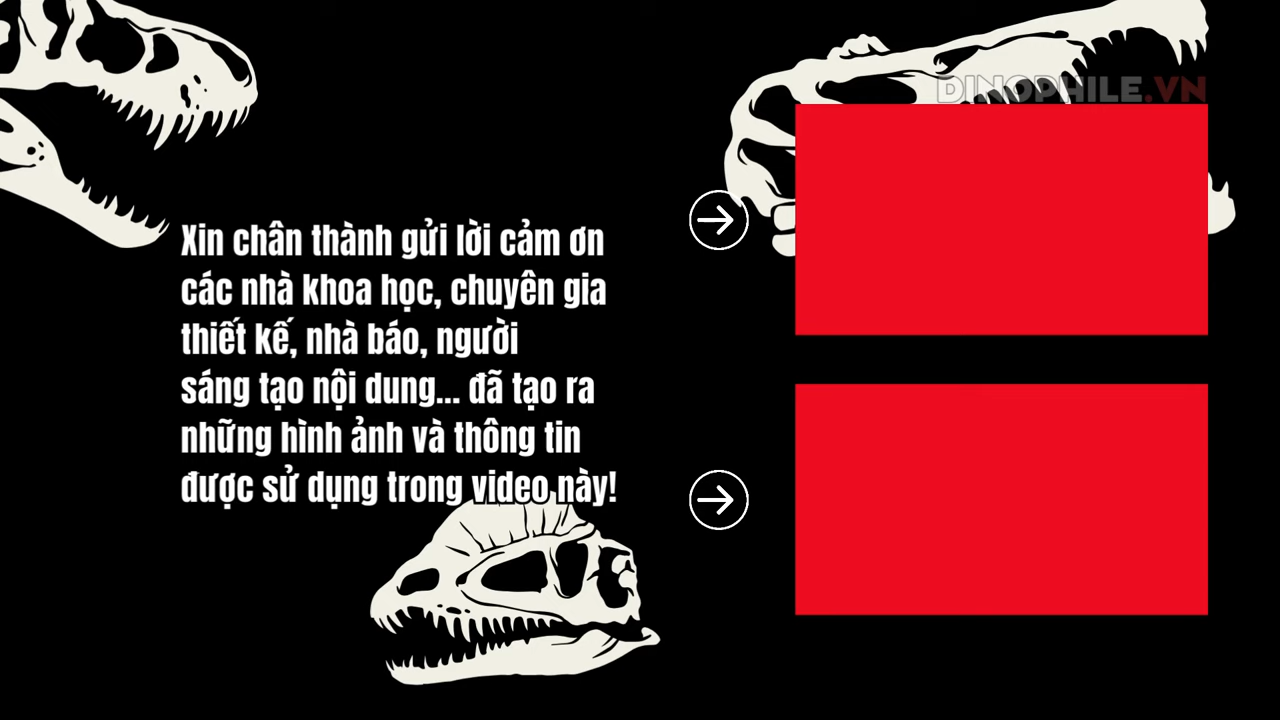 DINOPHILE.VN
Xin chân thành gửi lời cảm ơn
các nhà khoa học, chuyên gia
thiết kế, nhà báo, người
sáng tạo nội dung... đã tạo ra
những hình ảnh và thông tin
được sử dụng trong video này!